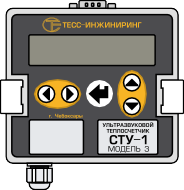 ТЕСС-ИНЖИНИРИНГ
г. Чебоксары
УЛЬТРАЗВУКОВОЙ
ТЕПЛОСЧЕТЧИК
СТУ-1
МОДЕЛЬ 3